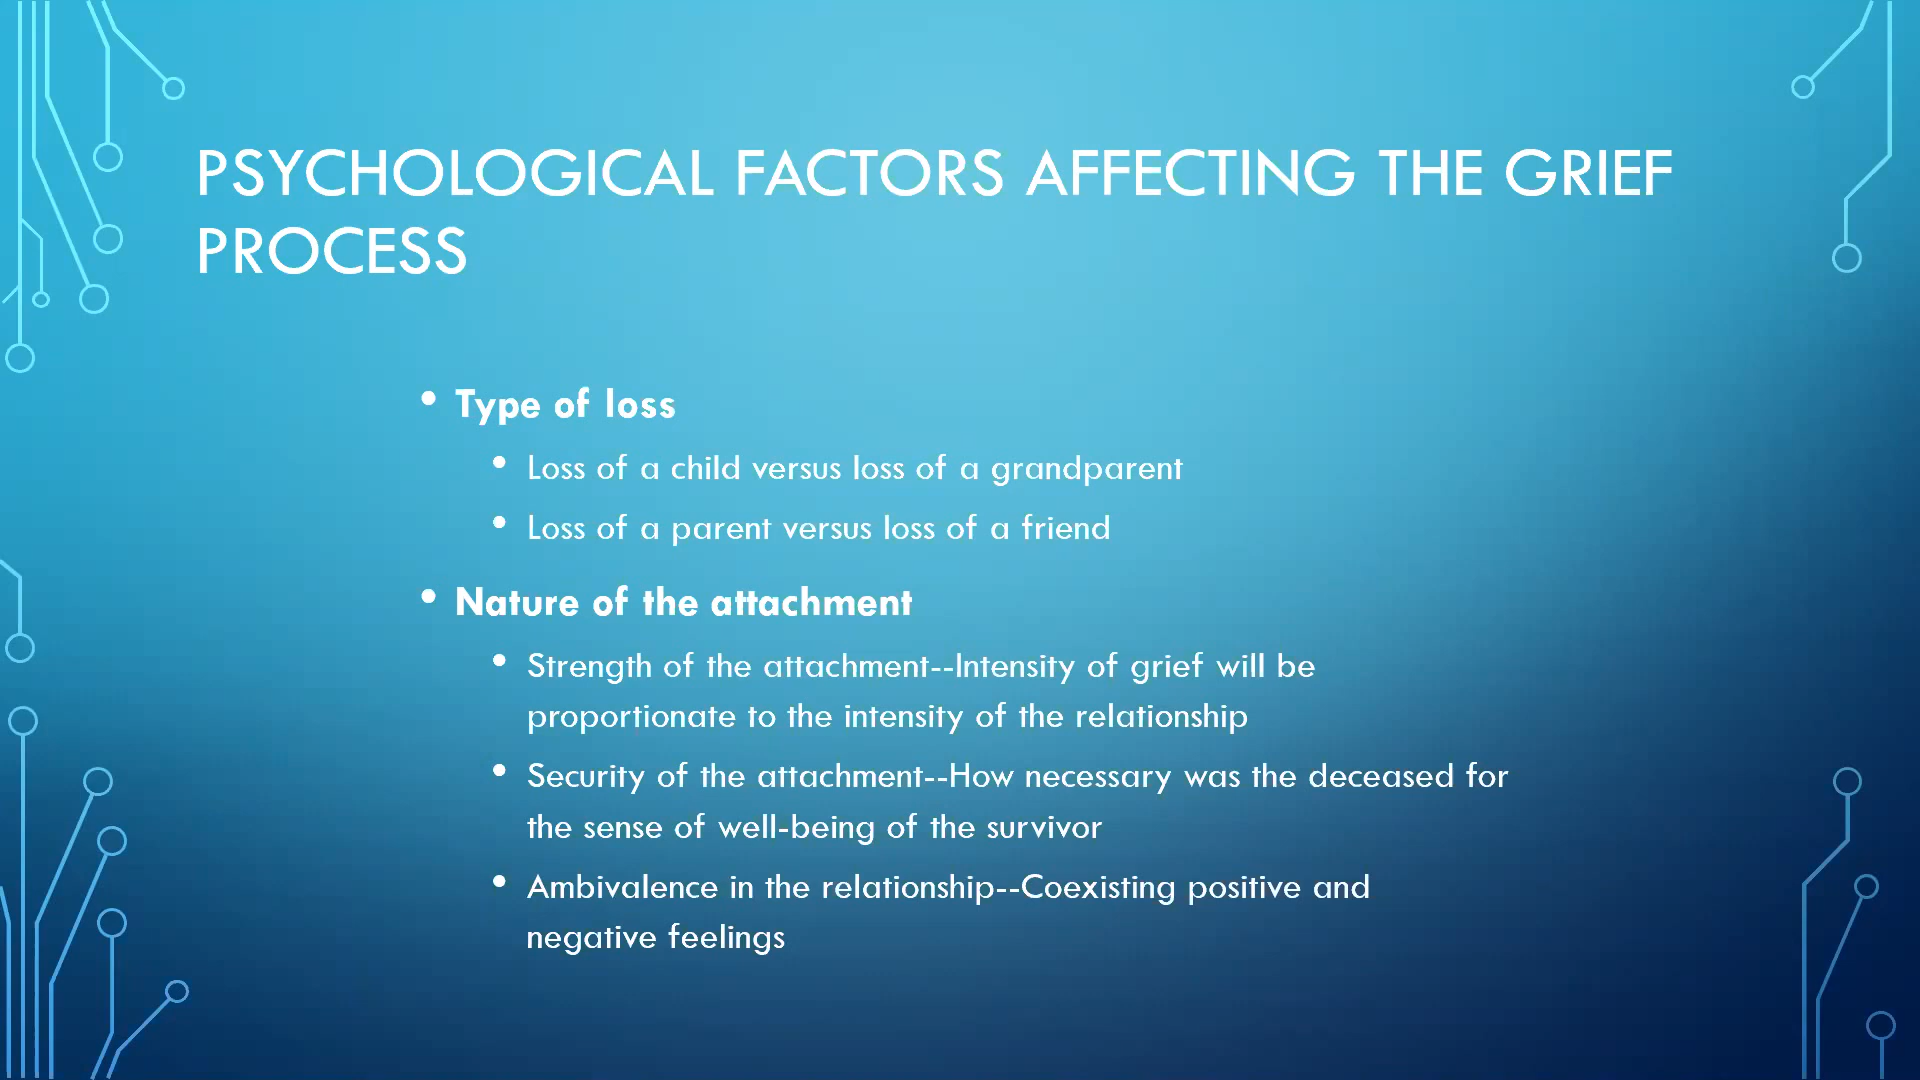 PSYCHOLOGICAL FACTORS AFFECTING THE GRIEF
PROCESS
• Type of loss
• Loss of a child versus loss of a grandparent
• Loss of a parent versus loss of a friend
• Nature of the attachment
• Strength of the attachment--Intensity of grief will be
proportionate to the intensity of the relationship
• Security of the attachment--How necessary was the deceased for
the sense of well-being of the survivor
• Ambivalence in the relationship--Coexisting positive and
negative feelings